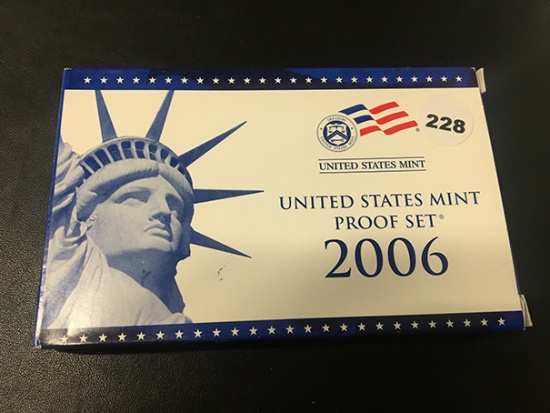 228
UNITED STATES MINT
UNITED STATES MINT
PROOF SET®
2006